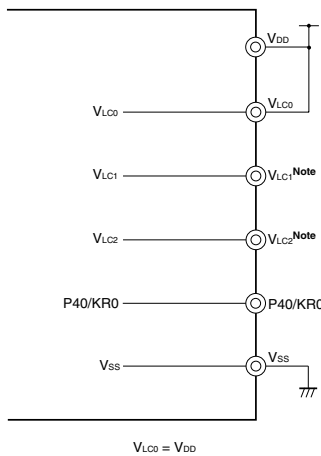 VDD
VLC0 VLC0
VLC1 VLC1Note
VLC2 VLC2Note
P40/KR0 P40/KR0
VSS VSS
VLC0 = VDD